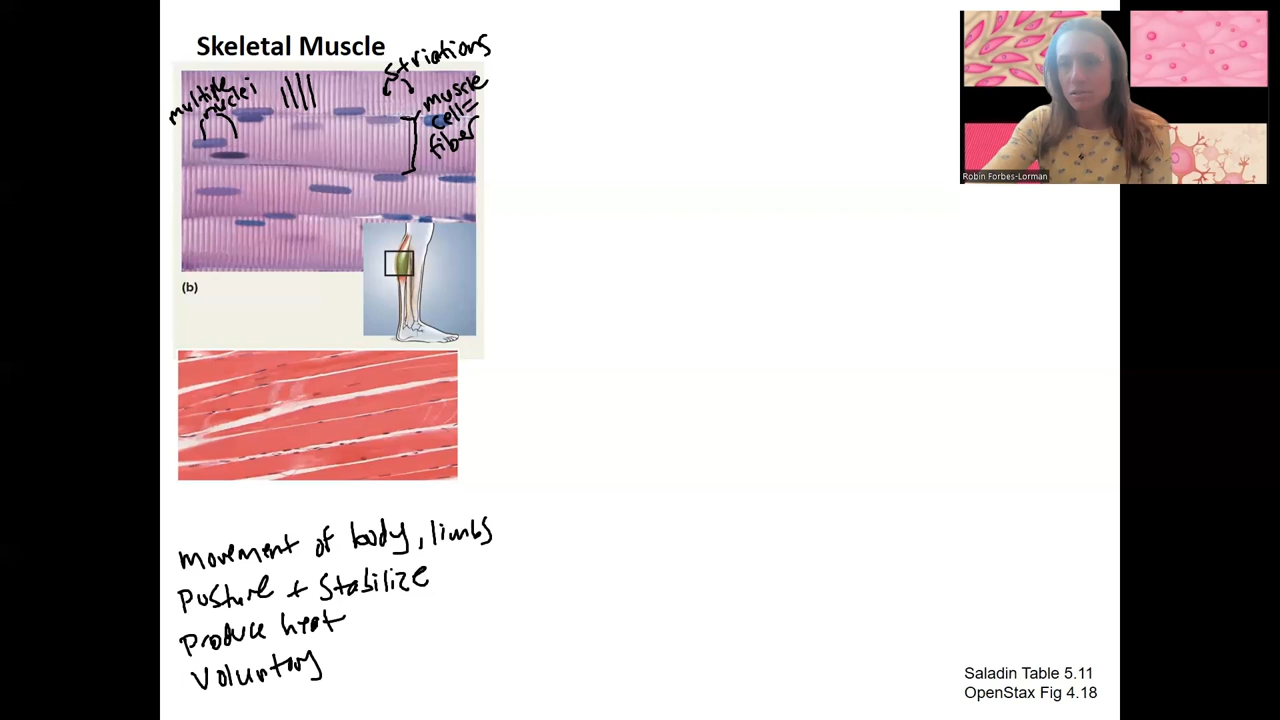 Skeletal Muscle
striations
multiple
nuclei
muscle
cell=
fiber
(b)
movement of body, limbs
Posture + Stabilize
Produce heat
Voluntary
Robin Forbes-Lorman
Saladin Table 5.11
OpenStax Fig 4.18